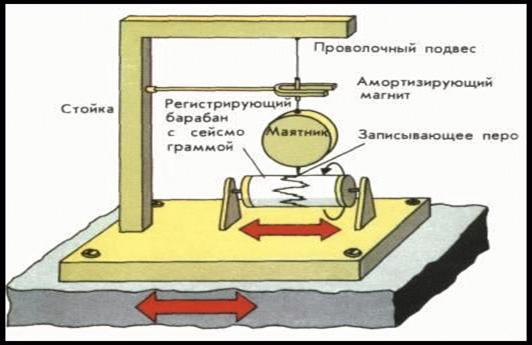 Проволочный подвес
Амортизирующий
магнит
Стойка
Регистрирующий
барабан
с сейсмо
граммой
Маятник
Записывающее перо